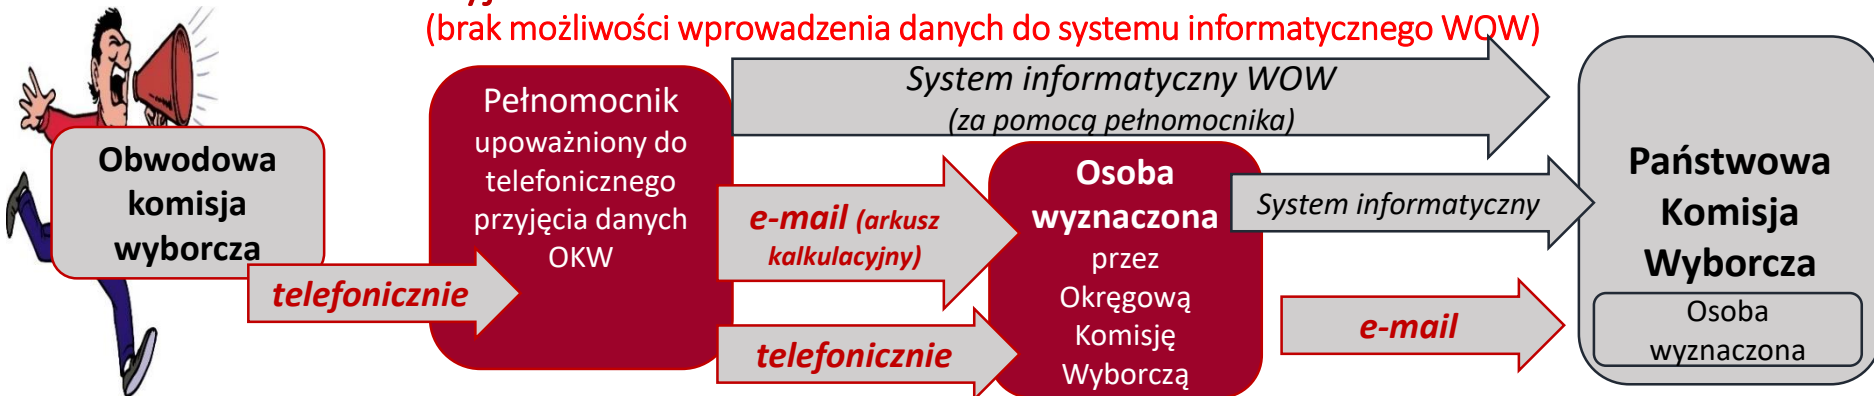 (brak możliwości wprowadzenia danych do systemu informatycznego WOW)
Obwodowa
komisja
wyborcza
telefonicznie
Pełnomocnik
upoważniony do
telefonicznego
przyjęcia danych
OKW
System informatyczny WOW
(za pomocą pełnomocnika)
e-mail (arkusz
kalkulacyjny)
telefonicznie
Osoba
wyznaczona
przez
Okręgową
Komisję
Wyborczą
System informatyczny
e-mail
Państwowa
Komisja
Wyborcza
Osoba
wyznaczona